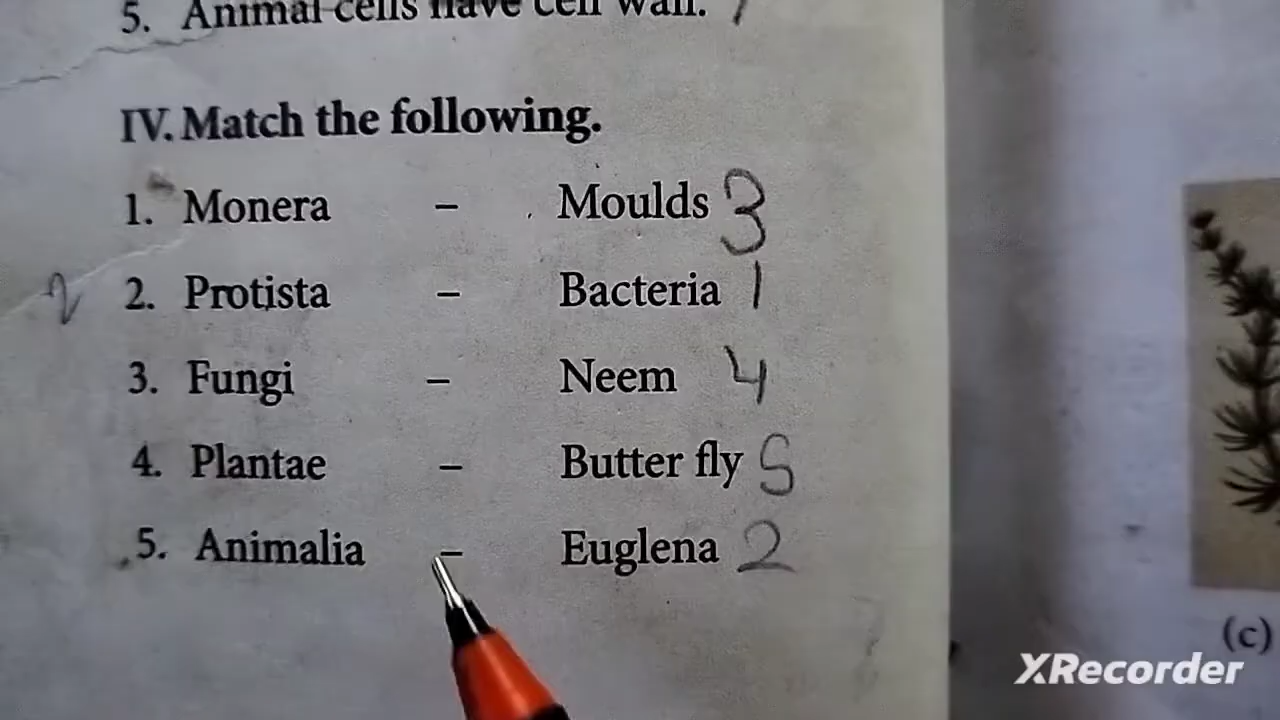 5. Animal cells have cell wall.
IV. Match the following.
1. Monera – Moulds 3
2 2. Protista – Bacteria 1
3. Fungi – Neem 4
4. Plantae – Butter fly 5
5. Animalia – Euglena 2
(c)
XRecorder